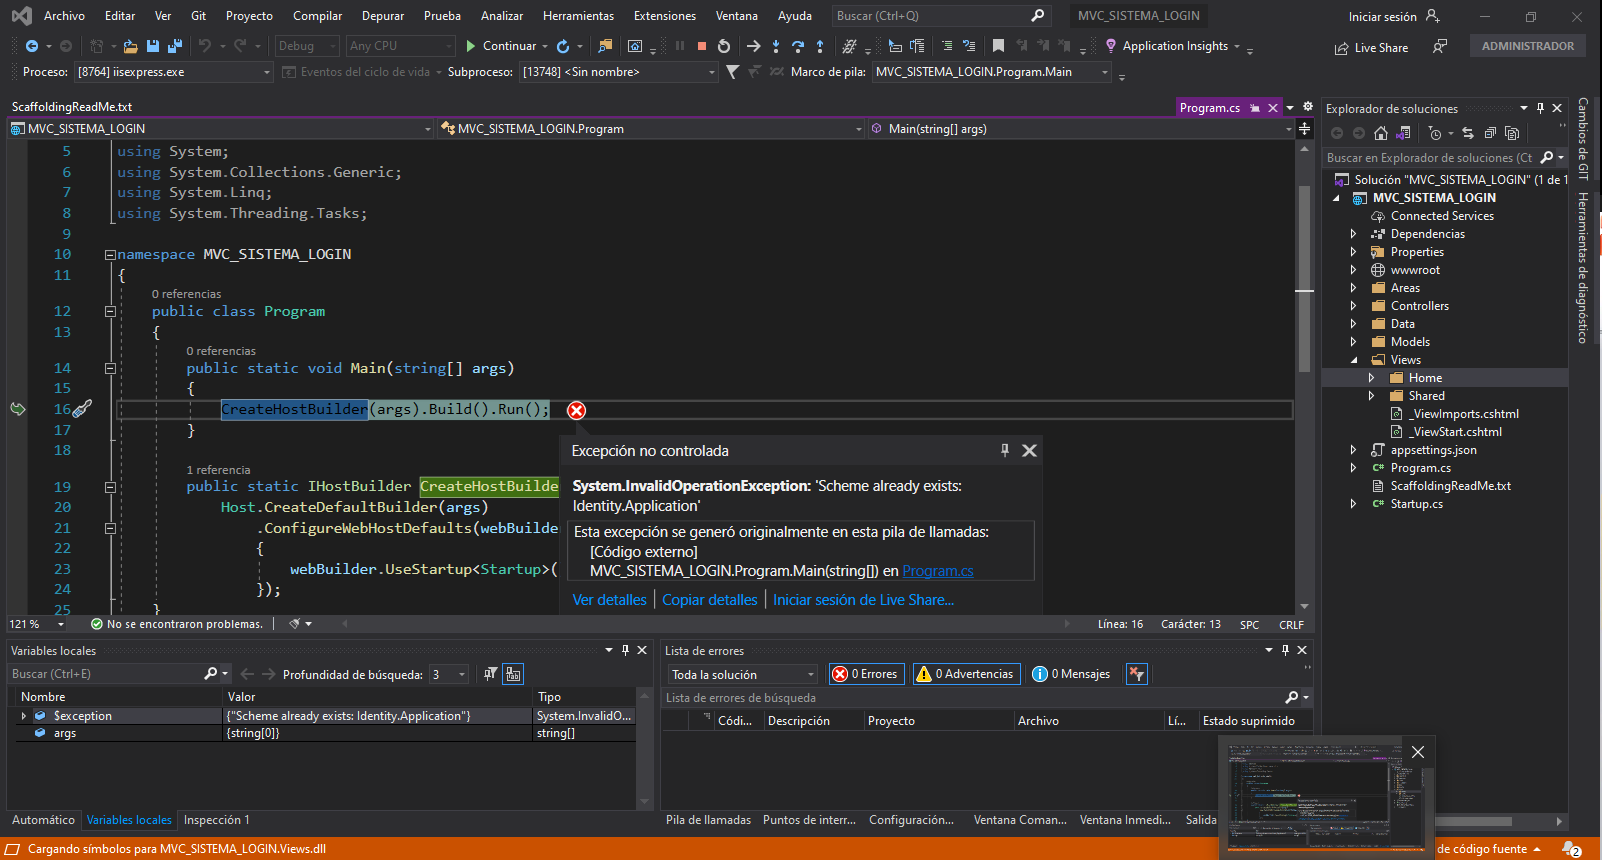 Archivo Editar Ver Git Proyecto Compilar Depurar Prueba Analizar Herramientas Extensiones Ventana Ayuda Buscar (Ctrl+Q) MVC_SISTEMA_LOGIN Iniciar sesión
Debug Any CPU Continuar Application Insights Live Share ADMINISTRADOR
Proceso: [8764] iisexpress.exe Eventos del ciclo de vida Subproceso: [13748] <Sin nombre> Marco de pila: MVC_SISTEMA_LOGIN.Program.Main
ScaffoldingReadMe.txt Program.cs
MVC_SISTEMA_LOGIN MVC_SISTEMA_LOGIN.Program Main(string[] args)
5 using System;
6 using System.Collections.Generic;
7 using System.Linq;
8 using System.Threading.Tasks;
9
10 namespace MVC_SISTEMA_LOGIN
11 {
0 referencias
12 public class Program
13 {
0 referencias
14 public static void Main(string[] args)
15 {
16 CreateHostBuilder(args).Build().Run();
17 }
18
1 referencia
19 public static IHostBuilder CreateHostBuilde
20 Host.CreateDefaultBuilder(args)
21 .ConfigureWebHostDefaults(webBuilde
22 {
23 webBuilder.UseStartup<Startup>(
24 });
25 }
Excepción no controlada
System.InvalidOperationException: 'Scheme already exists:
Identity.Application'
Esta excepción se generó originalmente en esta pila de llamadas:
[Código externo]
MVC_SISTEMA_LOGIN.Program.Main(string[]) en Program.cs
Ver detalles Copiar detalles Iniciar sesión de Live Share...
121 % No se encontraron problemas. Línea: 16 Carácter: 13 SPC CRLF
Explorador de soluciones
Buscar en Explorador de soluciones (Ct
Solución "MVC_SISTEMA_LOGIN" (1 de 1
MVC_SISTEMA_LOGIN
Connected Services
Dependencias
Properties
wwwroot
Areas
Controllers
Data
Models
Views
Home
Shared
_ViewImports.cshtml
_ViewStart.cshtml
appsettings.json
Program.cs
ScaffoldingReadMe.txt
Startup.cs
Cambios de GIT
Herramientas de diagnóstico
Variables locales
Buscar (Ctrl+E) Profundidad de búsqueda: 3
Nombre Valor Tipo
$exception {"Scheme already exists: Identity.Application"} System.InvalidO...
args {string[0]} string[]
Automático Variables locales Inspección 1
Lista de errores
Toda la solución 0 Errores 0 Advertencias 0 Mensajes
Lista de errores de búsqueda
Códi... Descripción Proyecto Archivo Lí... Estado suprimido
Pila de llamadas Puntos de interr... Configuración... Ventana Coman... Ventana Inmedi... Salida
Cargando símbolos para MVC_SISTEMA_LOGIN.Views.dll de código fuente 2